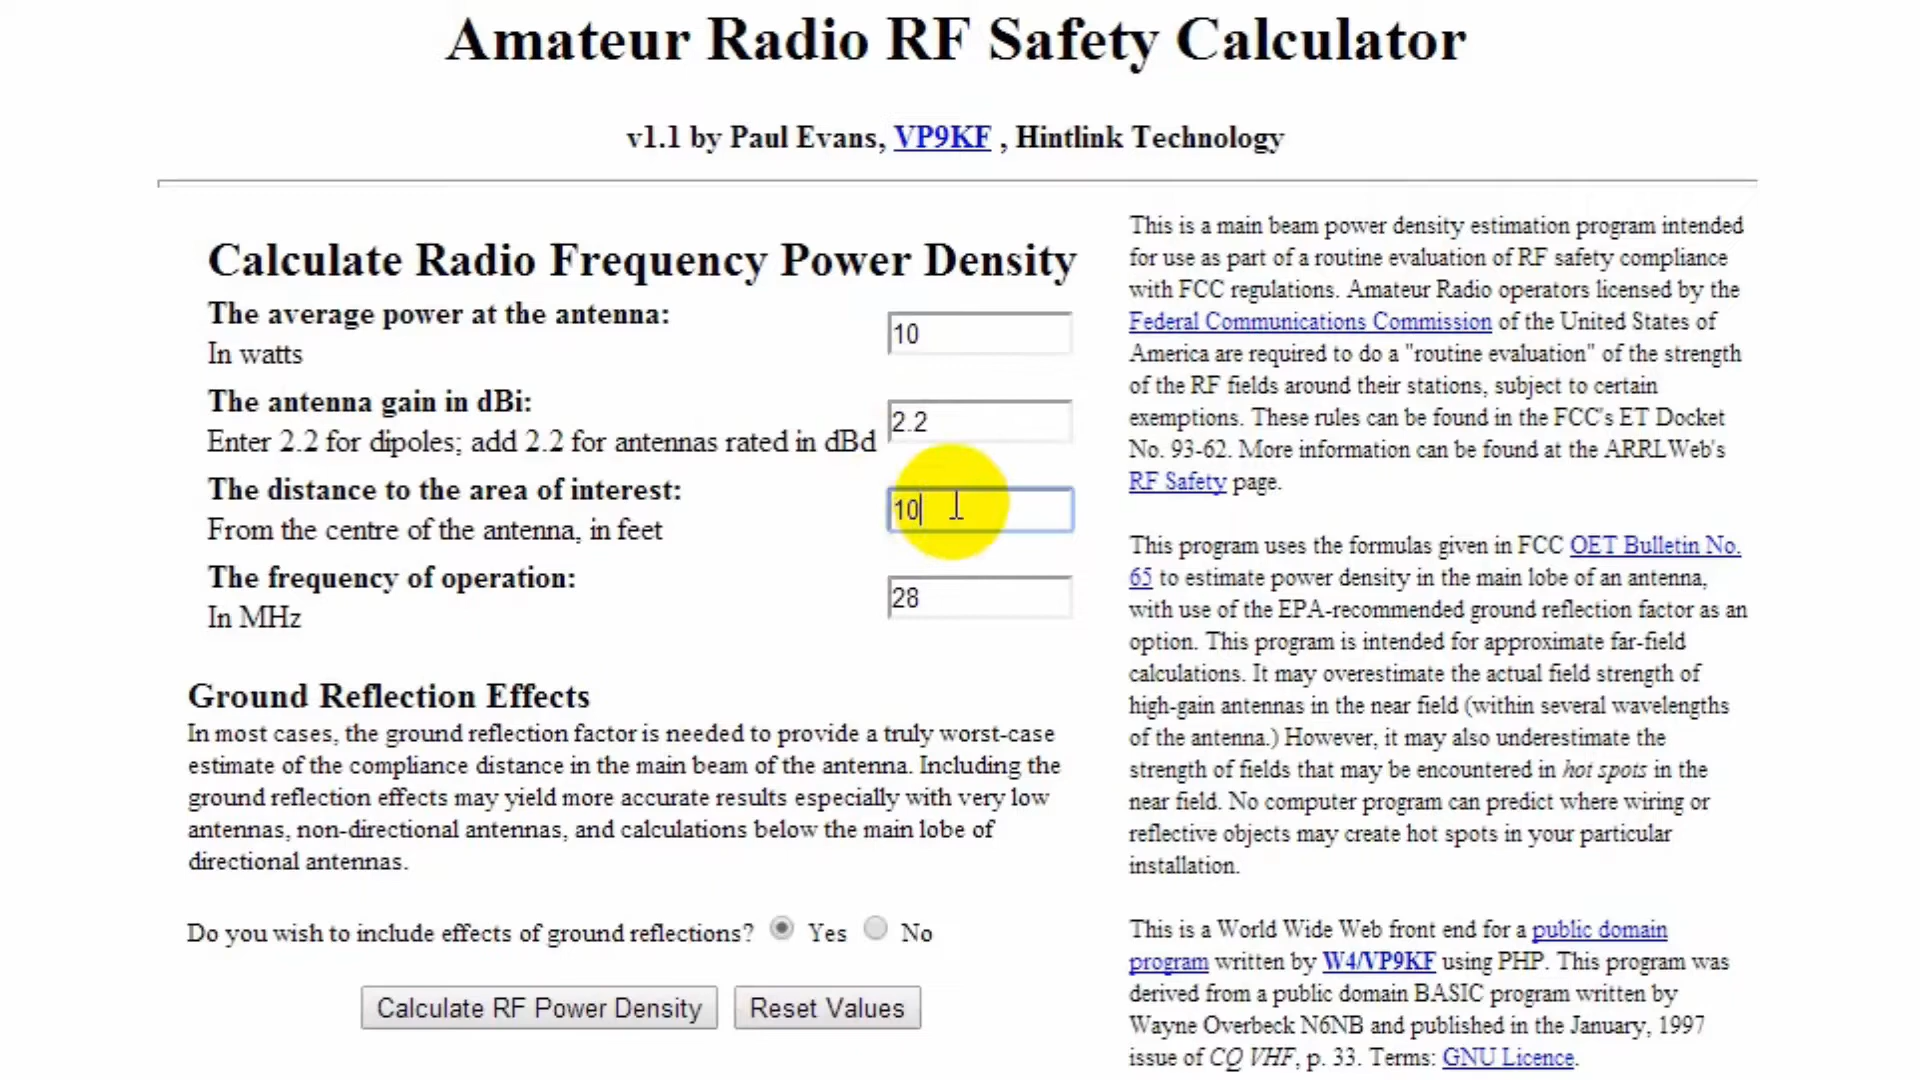 Amateur Radio RF Safety Calculator
v1.1 by Paul Evans, VP9KF , Hintlink Technology
Calculate Radio Frequency Power Density
The average power at the antenna:
In watts
10
The antenna gain in dBi:
Enter 2.2 for dipoles; add 2.2 for antennas rated in dBd
2.2
The distance to the area of interest:
From the centre of the antenna, in feet
10
The frequency of operation:
In MHz
28
Ground Reflection Effects
In most cases, the ground reflection factor is needed to provide a truly worst-case
estimate of the compliance distance in the main beam of the antenna. Including the
ground reflection effects may yield more accurate results especially with very low
antennas, non-directional antennas, and calculations below the main lobe of
directional antennas.
Do you wish to include effects of ground reflections? Yes No
Calculate RF Power Density Reset Values
This is a main beam power density estimation program intended
for use as part of a routine evaluation of RF safety compliance
with FCC regulations. Amateur Radio operators licensed by the
Federal Communications Commission of the United States of
America are required to do a "routine evaluation" of the strength
of the RF fields around their stations, subject to certain
exemptions. These rules can be found in the FCC's ET Docket
No. 93-62. More information can be found at the ARRLWeb's
RF Safety page.
This program uses the formulas given in FCC OET Bulletin No.
65 to estimate power density in the main lobe of an antenna,
with use of the EPA-recommended ground reflection factor as an
option. This program is intended for approximate far-field
calculations. It may overestimate the actual field strength of
high-gain antennas in the near field (within several wavelengths
of the antenna.) However, it may also underestimate the
strength of fields that may be encountered in hot spots in the
near field. No computer program can predict where wiring or
reflective objects may create hot spots in your particular
installation.
This is a World Wide Web front end for a public domain
program written by W4/VP9KF using PHP. This program was
derived from a public domain BASIC program written by
Wayne Overbeck N6NB and published in the January, 1997
issue of CQ VHF, p. 33. Terms: GNU Licence.